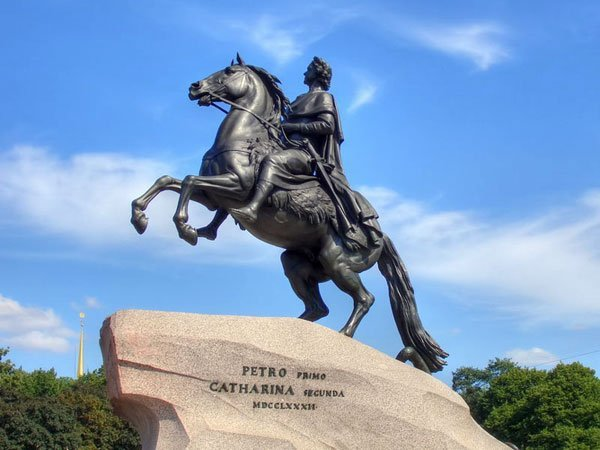 PETRO PRIMO
CATHARINA SECUNDA
MDCCLXXXII